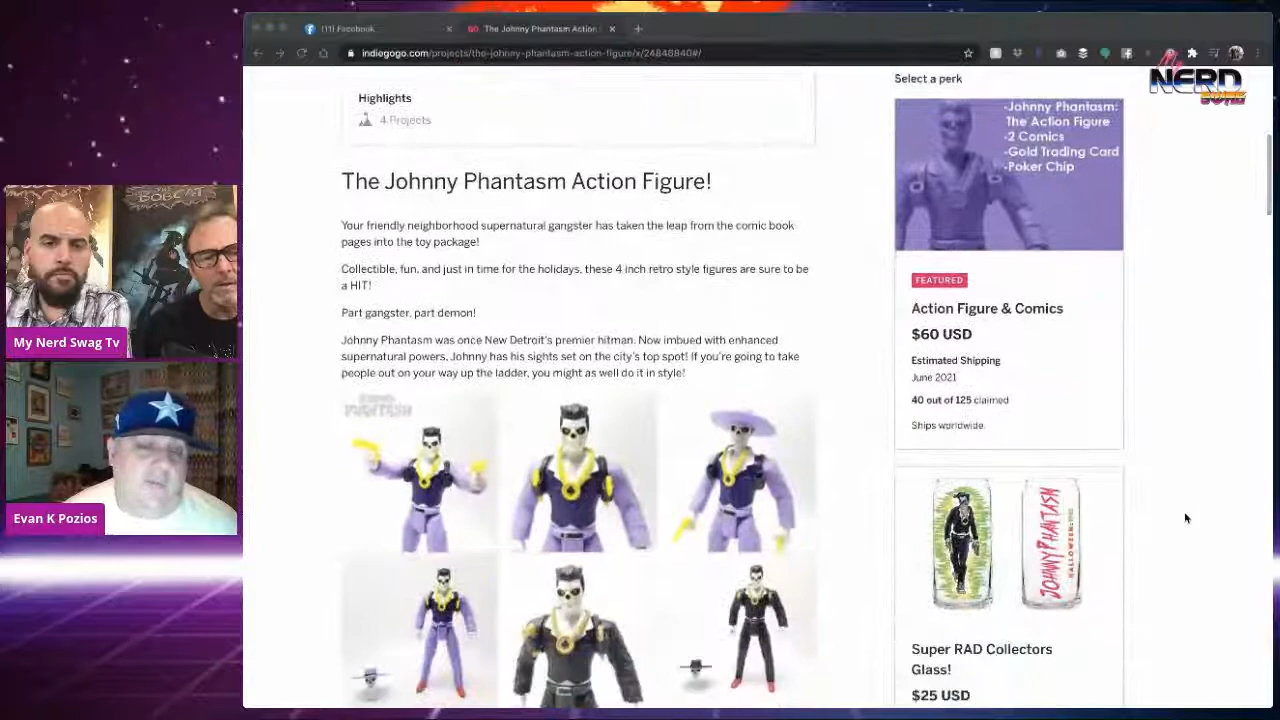 (11) Facebook
The Johnny Phantasm Action
indiegogo.com/projects/the-johnny-phantasm-action-figure/x/24846840#/
My
NERD
SWAG
Highlights
4 Projects
The Johnny Phantasm Action Figure!
Your friendly neighborhood supernatural gangster has taken the leap from the comic book
pages into the toy package!
Collectible, fun, and just in time for the holidays, these 4 inch retro style figures are sure to be
a HIT!
Part gangster, part demon!
Johnny Phantasm was once New Detroit's premier hitman. Now imbued with enhanced
supernatural powers, Johnny has his sights set on the city's top spot! If you're going to take
people out on your way up the ladder, you might as well do it in style!
PHANTASM
Select a perk
-Johnny Phantasm:
The Action Figure
-2 Comics
-Gold Trading Card
-Poker Chip
FEATURED
Action Figure & Comics
$60 USD
Estimated Shipping
June 2021
40 out of 125 claimed
Ships worldwide
JOHNNY PHANTASM
HALLOWEEN
Super RAD Collectors
Glass!
$25 USD
My Nerd Swag Tv
Evan K Pozios